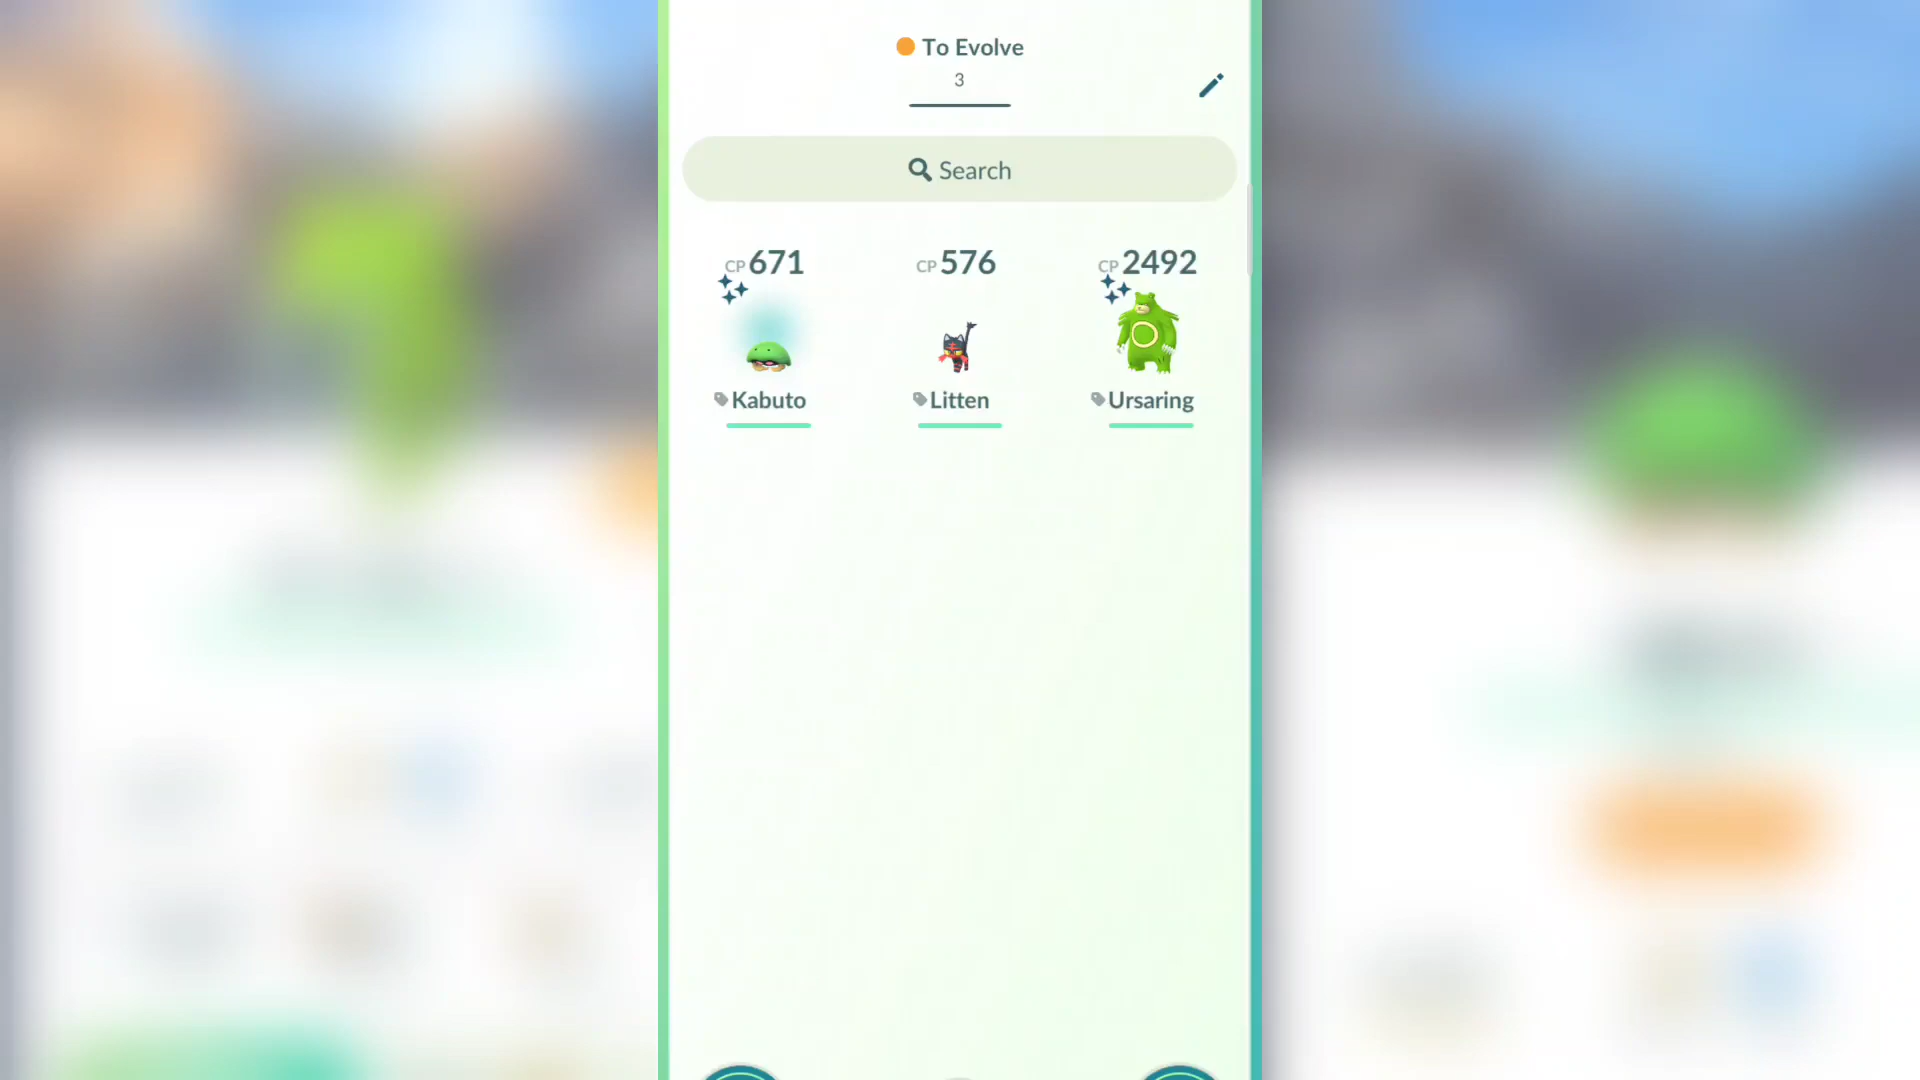 To Evolve
3
Search
CP671 CP576 CP2492
Kabuto Litten Ursaring